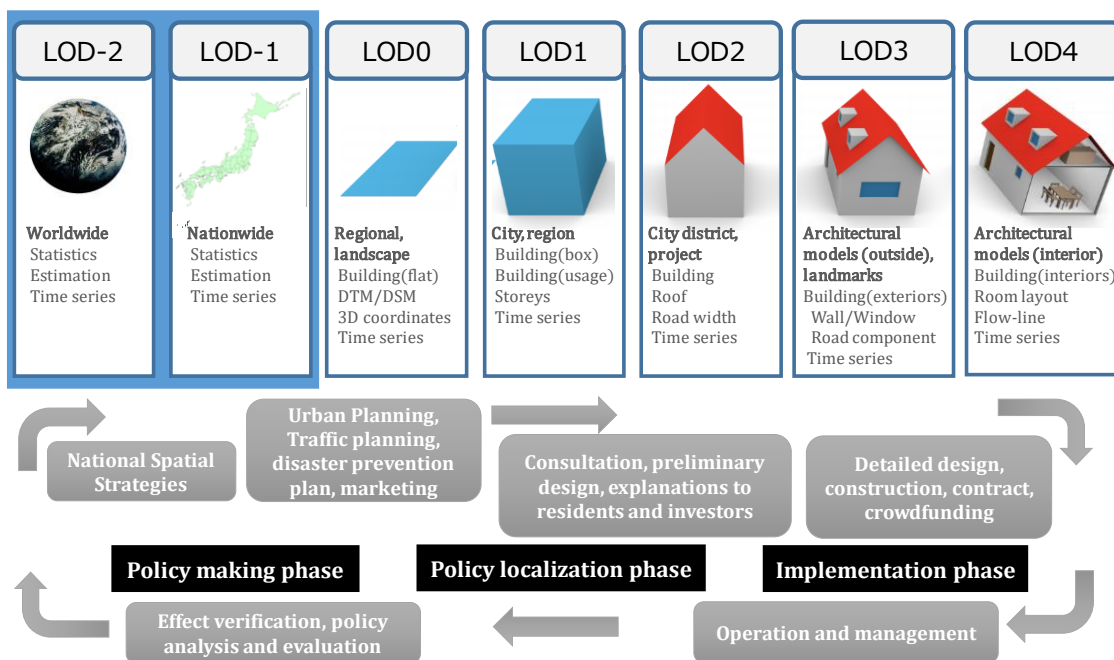 LOD-2
LOD-1
LOD0
LOD1
LOD2
LOD3
LOD4
Worldwide
Statistics
Estimation
Time series
Nationwide
Statistics
Estimation
Time series
Regional,
landscape
Building(flat)
DTM/DSM
3D coordinates
Time series
City, region
Building(box)
Building(usage)
Storeys
Time series
City district,
project
Building
Roof
Road width
Time series
Architectural
models (outside),
landmarks
Building(exteriors)
Wall/Window
Road component
Time series
Architectural
models (interior)
Building(interiors)
Room layout
Flow-line
Time series
National Spatial
Strategies
Urban Planning,
Traffic planning,
disaster prevention
plan, marketing
Consultation, preliminary
design, explanations to
residents and investors
Detailed design,
construction, contract,
crowdfunding
Policy making phase
Policy localization phase
Implementation phase
Effect verification, policy
analysis and evaluation
Operation and management